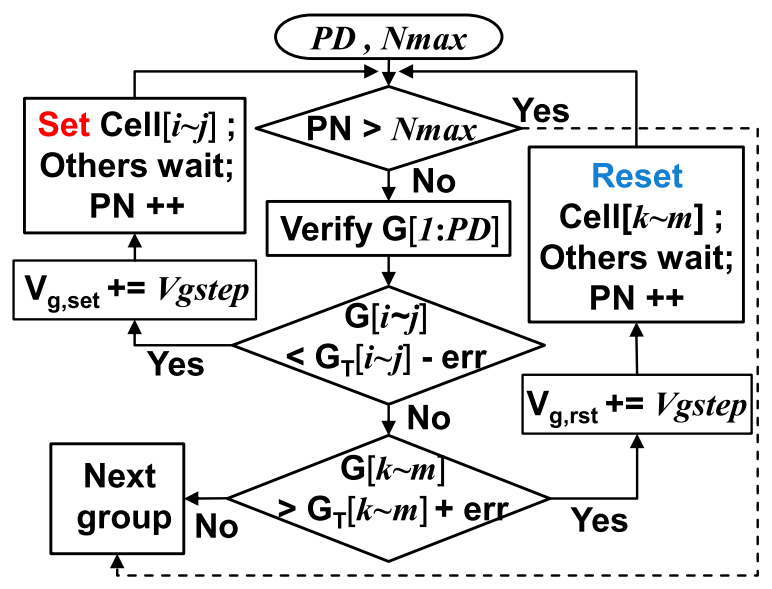 PD , Nmax
Set Cell[i~j] ;
Others wait;
PN ++
PN > Nmax
Yes
No
Reset
Cell[k~m] ;
Others wait;
PN ++
Verify G[1:PD]
Vg,set += Vgstep
G[i~j]
< GT[i~j] - err
Yes
No
Vg,rst += Vgstep
Next
group
G[k~m]
> GT[k~m] + err
No
Yes